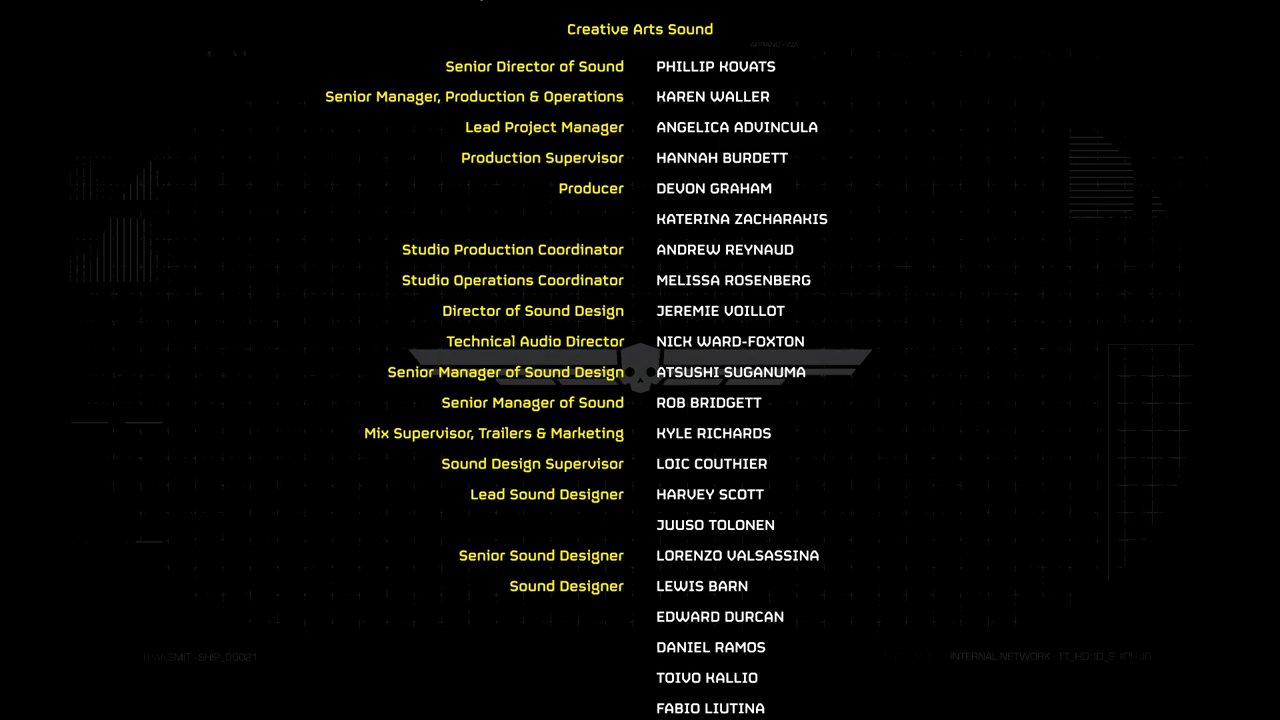 Creative Arts Sound
Senior Director of Sound PHILLIP KOVATS
Senior Manager, Production & Operations KAREN WALLER
Lead Project Manager ANGELICA ADVINCULA
Production Supervisor HANNAH BURDETT
Producer DEVON GRAHAM
KATERINA ZACHARAKIS
Studio Production Coordinator ANDREW REYNAUD
Studio Operations Coordinator MELISSA ROSENBERG
Director of Sound Design JEREMIE VOILLOT
Technical Audio Director NICK WARD-FOXTON
Senior Manager of Sound Design ATSUSHI SUGANUMA
Senior Manager of Sound ROB BRIDGETT
Mix Supervisor, Trailers & Marketing KYLE RICHARDS
Sound Design Supervisor LOIC COUTHIER
Lead Sound Designer HARVEY SCOTT
JUUSO TOLONEN
Senior Sound Designer LORENZO VALSASSINA
Sound Designer LEWIS BARN
EDWARD DURCAN
DANIEL RAMOS
TOIVO KALLIO
FABIO LIUTINA
TRANSMIT - SHIP_00021
INTERNAL NETWORK -